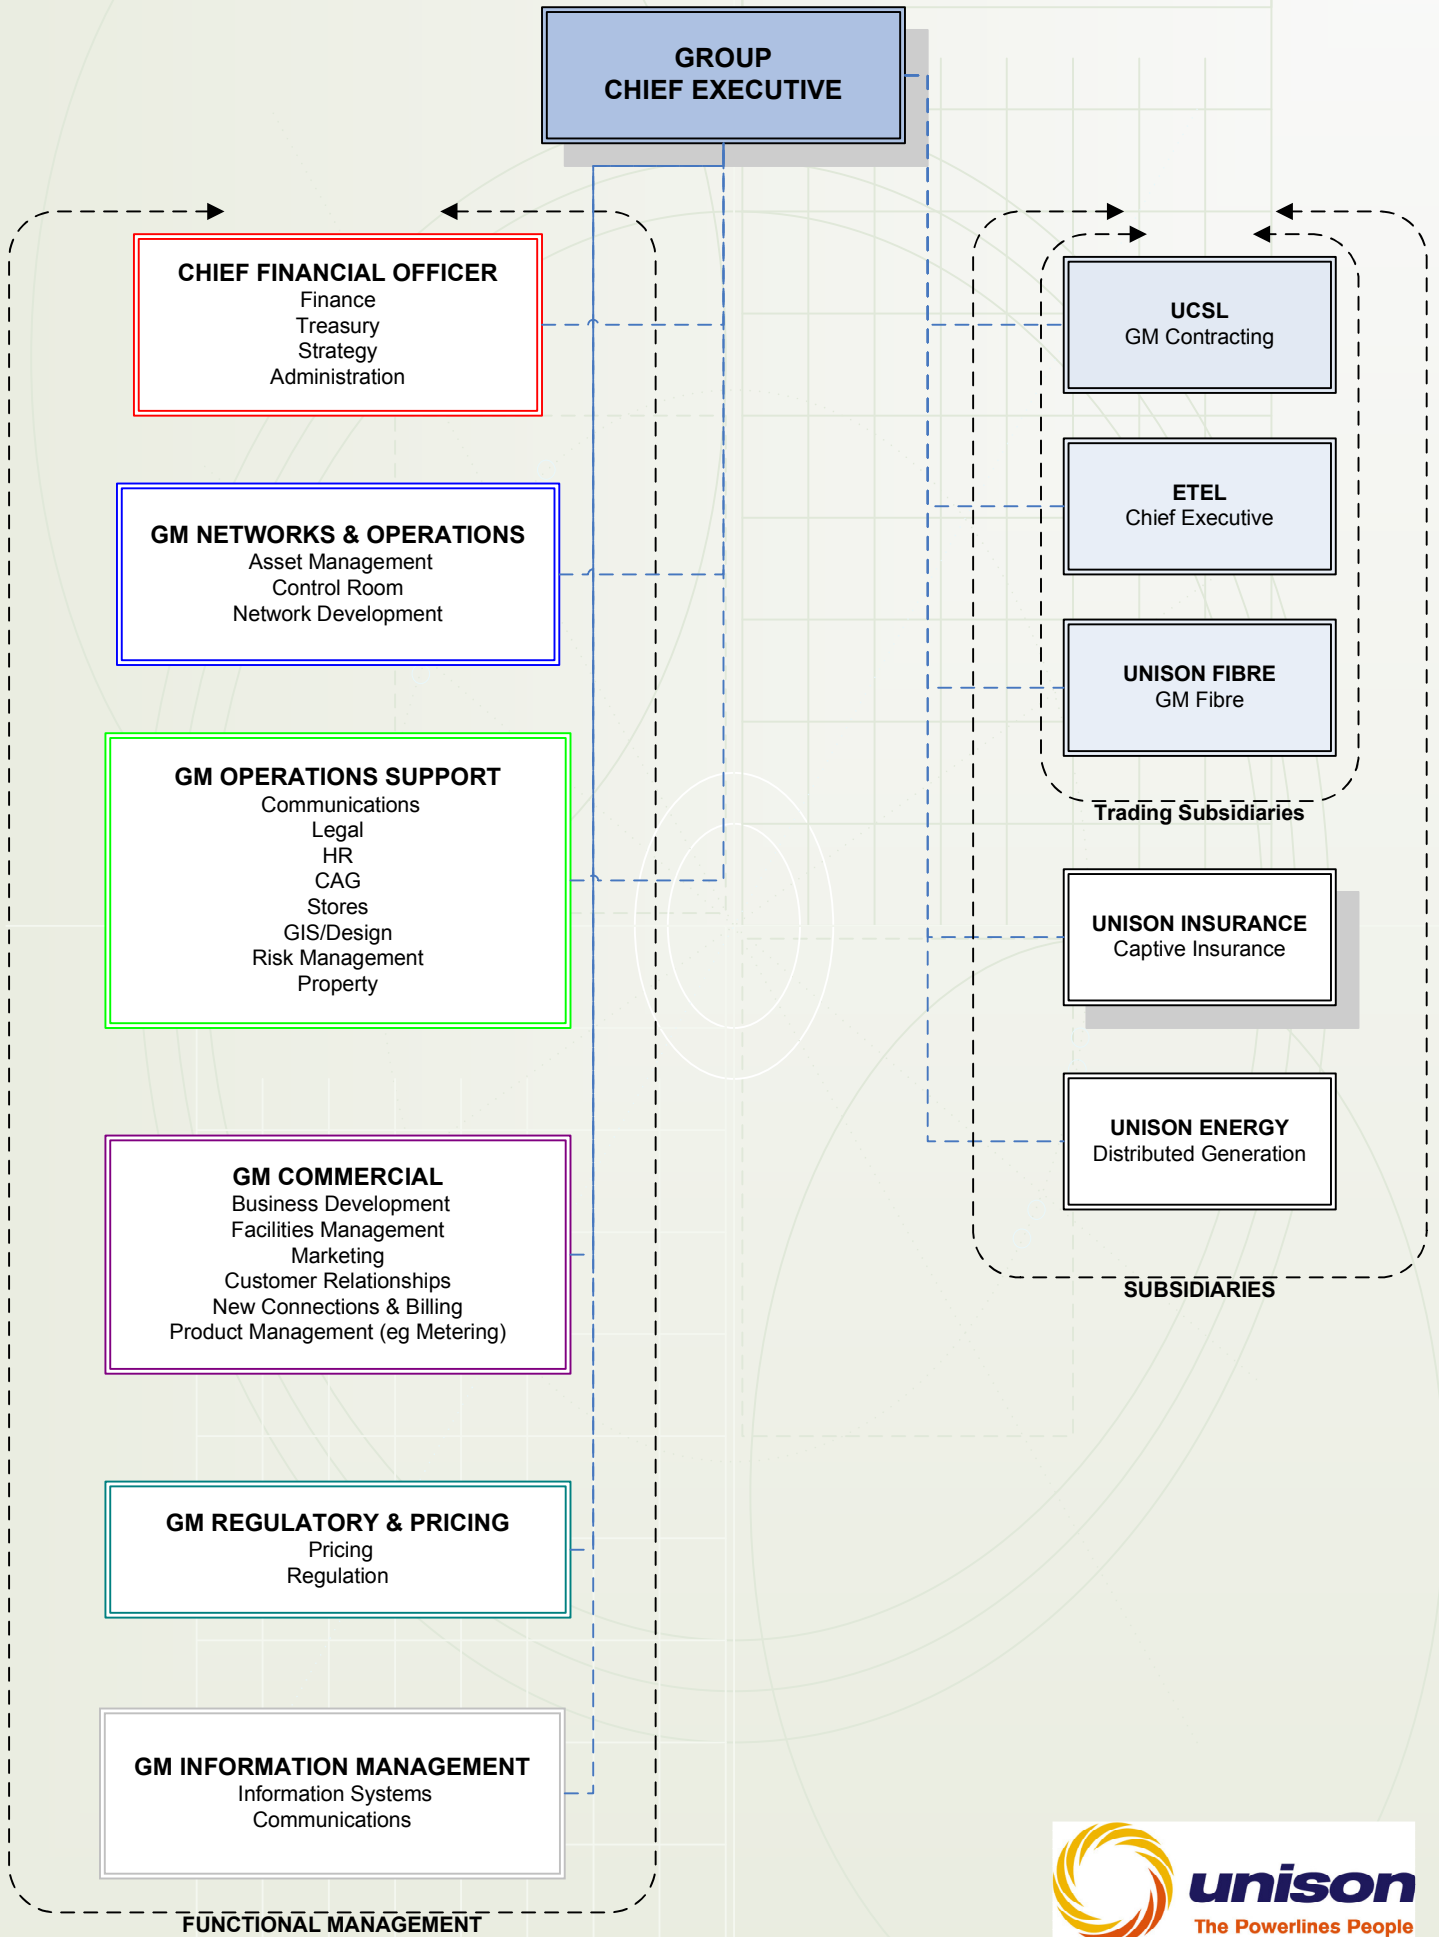 GROUP
CHIEF EXECUTIVE
CHIEF FINANCIAL OFFICER
Finance
Treasury
Strategy
Administration
GM NETWORKS & OPERATIONS
Asset Management
Control Room
Network Development
GM OPERATIONS SUPPORT
Communications
Legal
HR
CAG
Stores
GIS/Design
Risk Management
Property
GM COMMERCIAL
Business Development
Facilities Management
Marketing
Customer Relationships
New Connections & Billing
Product Management (eg Metering)
GM REGULATORY & PRICING
Pricing
Regulation
GM INFORMATION MANAGEMENT
Information Systems
Communications
FUNCTIONAL MANAGEMENT
UCSL
GM Contracting
ETEL
Chief Executive
UNISON FIBRE
GM Fibre
Trading Subsidiaries
UNISON INSURANCE
Captive Insurance
UNISON ENERGY
Distributed Generation
SUBSIDIARIES
unison
The Powerlines People